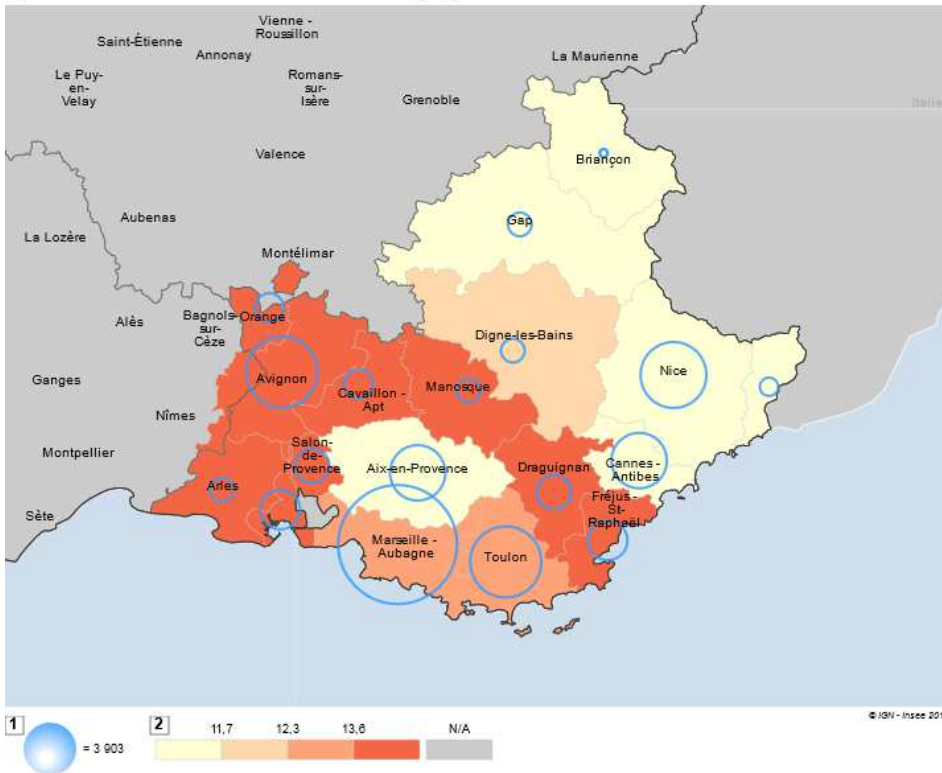 Vienne -
Roussillon
Saint-Étienne
Annonay
La Maurienne
Le Puy-
en-
Velay
Romans-
sur-
Isère
Grenoble
Italie
Valence
Briançon
Aubenas
Gap
La Lozère
Montélimar
Alès
Bagnols-
sur-
Cèze
Orange
Digne-les-Bains
Ganges
Avignon
Cavaillon -
Apt
Manosque
Nice
Nîmes
Montpellier
Salon-
de-
Provence
Aix-en-Provence
Draguignan
Cannes -
Antibes
Arles
Fréjus -
St-
Raphaël
Sète
Marseille -
Aubagne
Toulon
© IGN - Insee 201
1
= 3 903
2
11,7 12,3 13,6 N/A